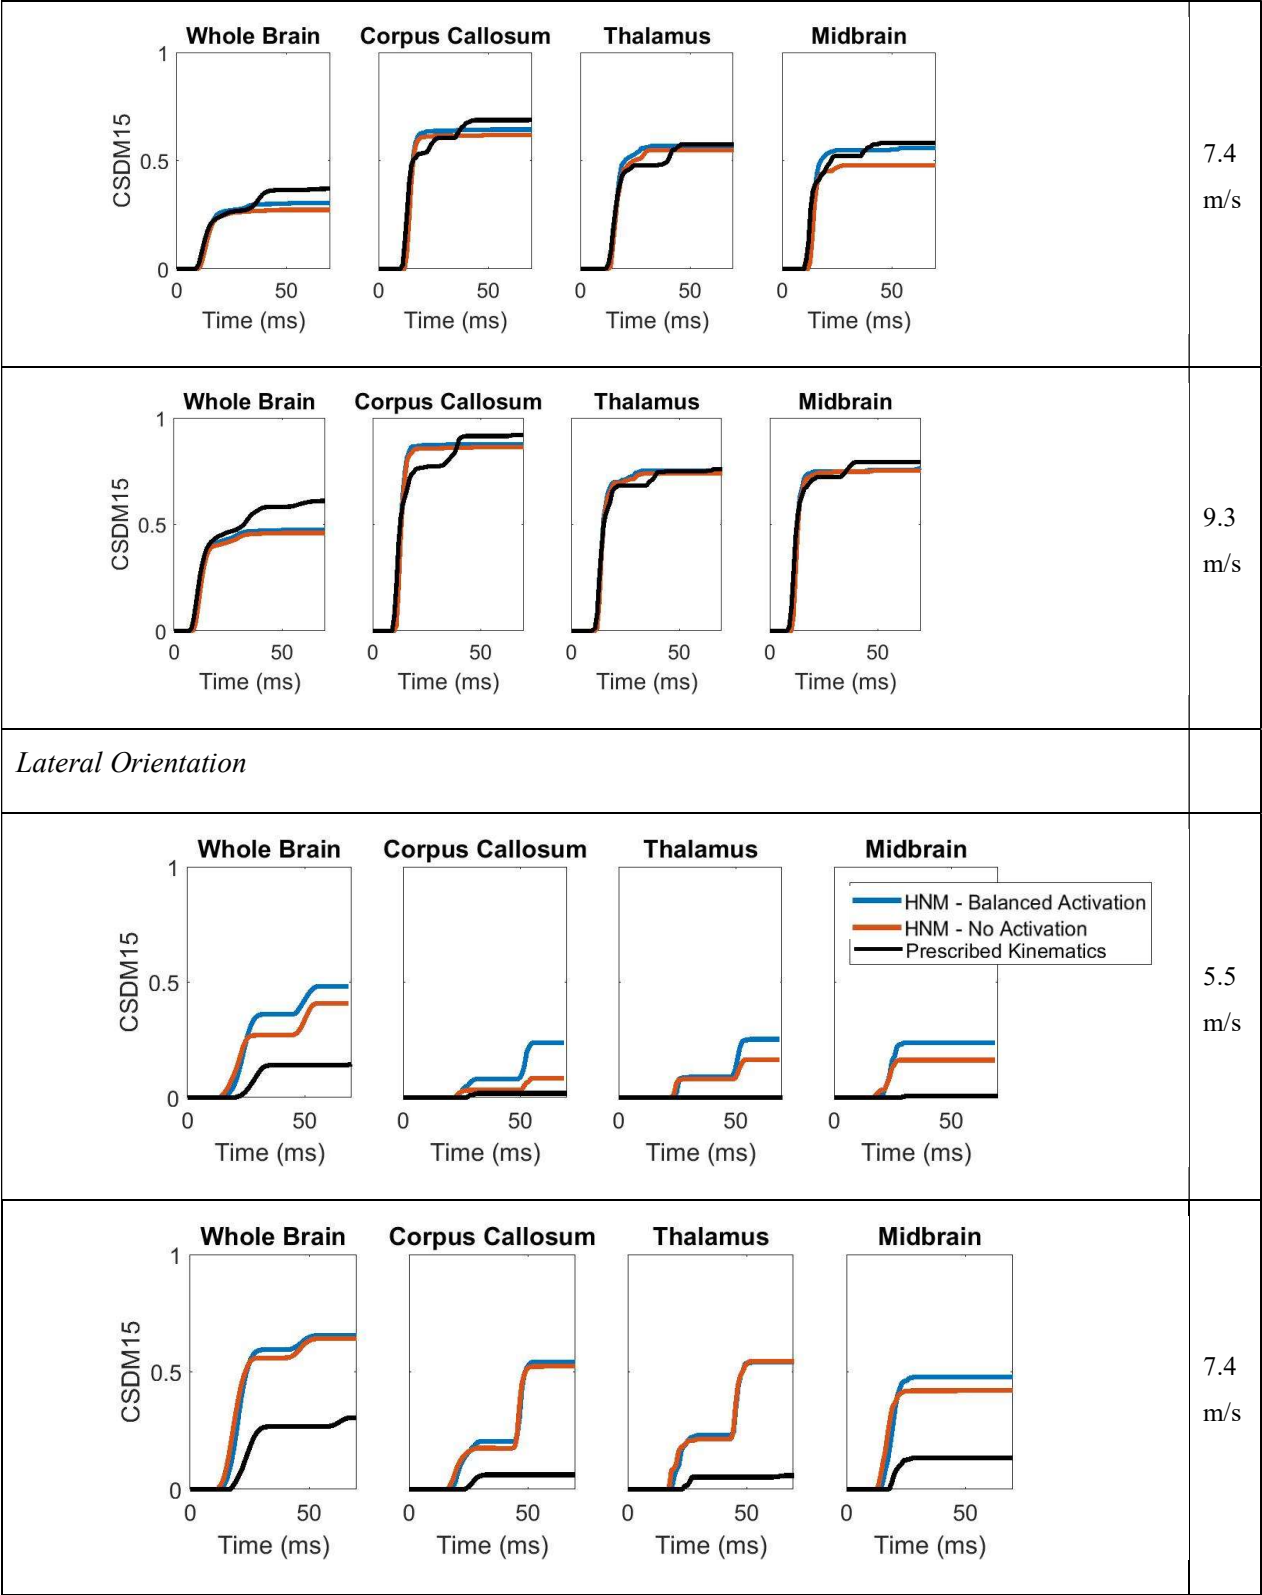 Whole Brain Corpus Callosum Thalamus Midbrain
1
CSDM15
0.5
0
0 50 0 50 0 50 0 50
Time (ms) Time (ms) Time (ms) Time (ms)
7.4
m/s
Whole Brain Corpus Callosum Thalamus Midbrain
1
CSDM15
0.5
0
0 50 0 50 0 50 0 50
Time (ms) Time (ms) Time (ms) Time (ms)
9.3
m/s
Lateral Orientation
Whole Brain Corpus Callosum Thalamus Midbrain
1
HNM - Balanced Activation
HNM - No Activation
Prescribed Kinematics
CSDM15
0.5
0
0 50 0 50 0 50 0 50
Time (ms) Time (ms) Time (ms) Time (ms)
5.5
m/s
Whole Brain Corpus Callosum Thalamus Midbrain
1
CSDM15
0.5
0
0 50 0 50 0 50 0 50
Time (ms) Time (ms) Time (ms) Time (ms)
7.4
m/s